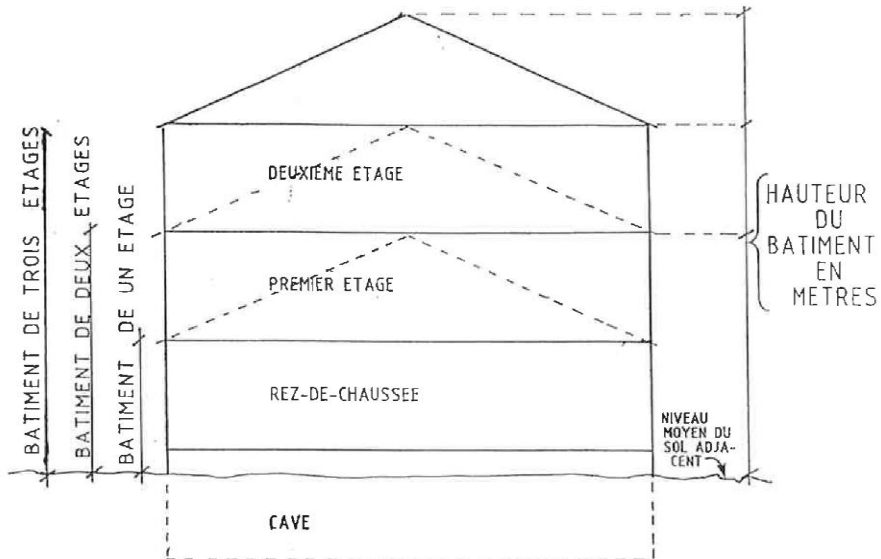 BATIMENT DE TROIS ETAGES
BATIMENT DE DEUX ETAGES
BATIMENT DE UN ETAGE
DEUXIEME ETAGE
PREMIER ETAGE
REZ-DE-CHAUSSEE
CAVE
HAUTEUR
DU
BATIMENT
EN
METRES
NIVEAU
MOYEN DU
SOL ADJA-
CENT